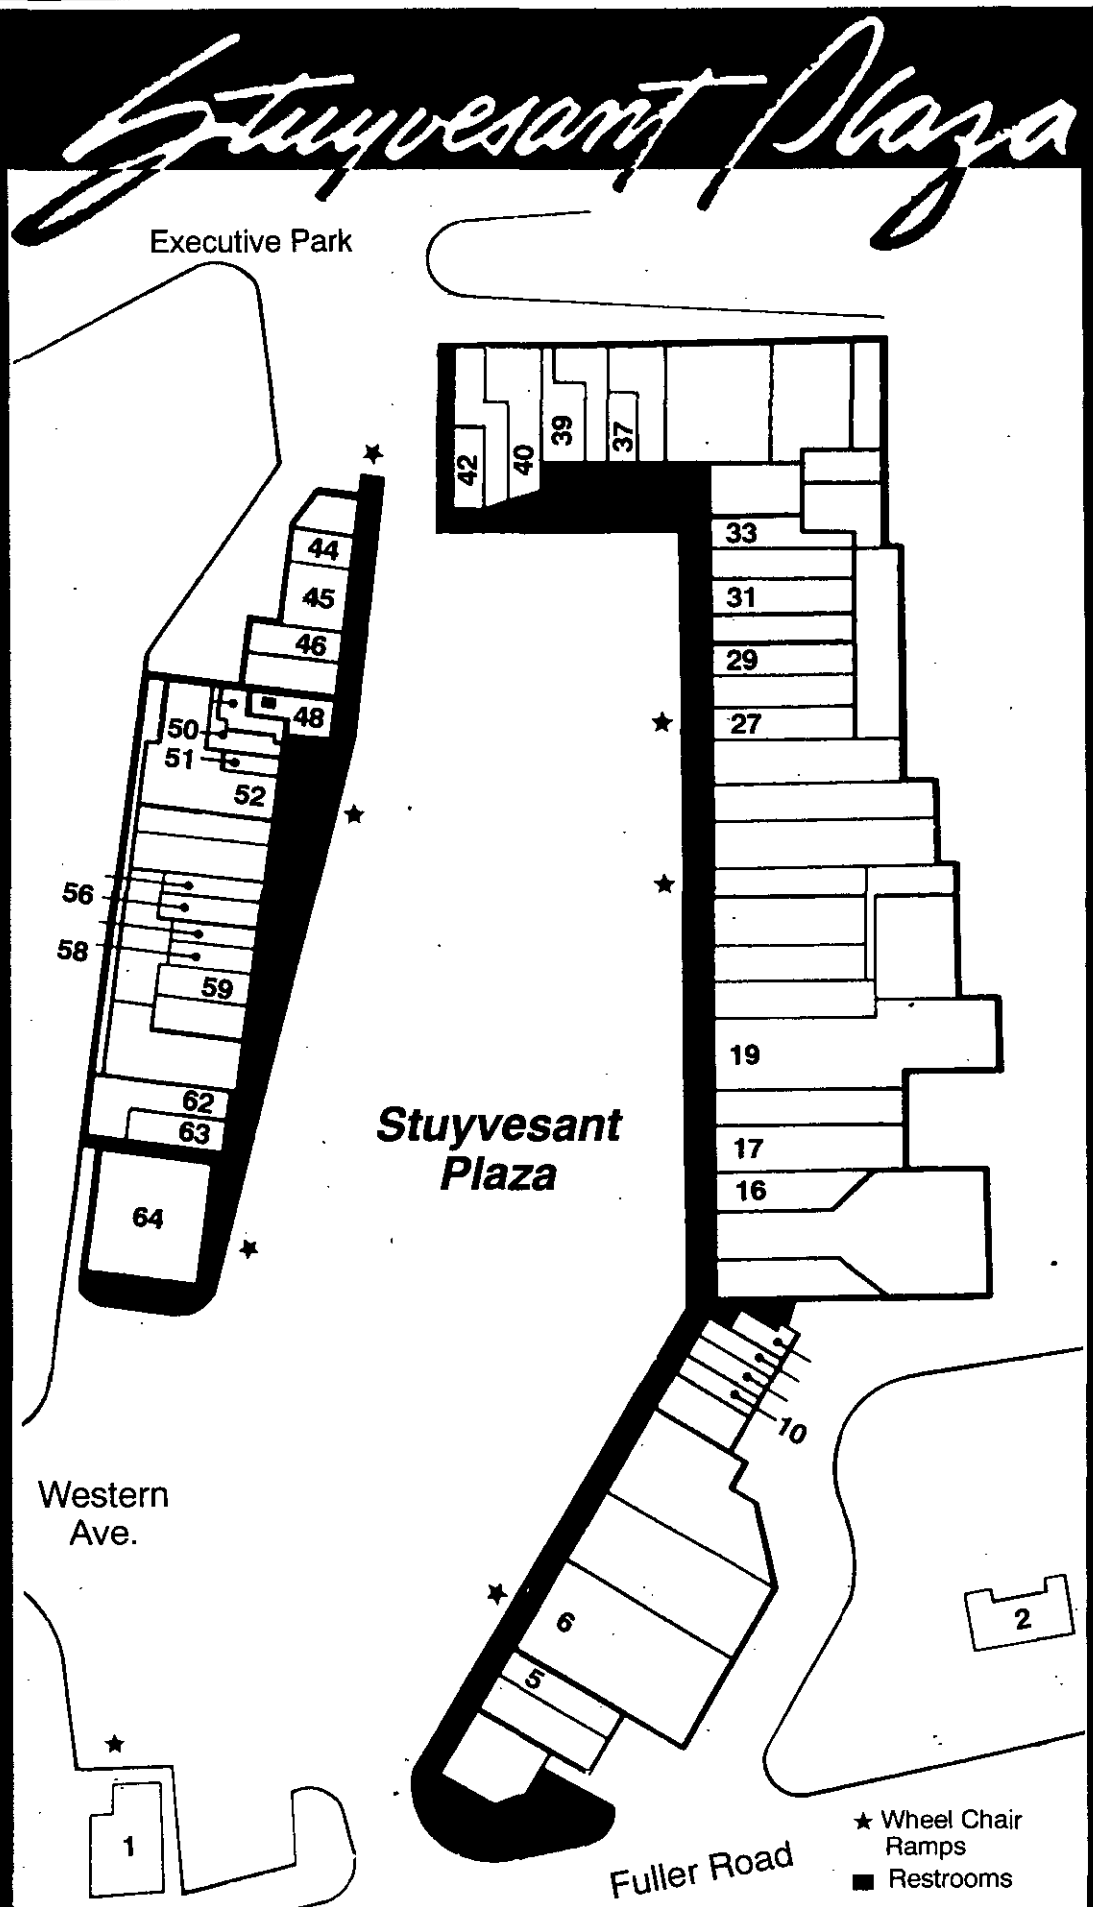 Stuyvesant Plaza
Executive Park
42
40
39
37
33
31
29
27
44
45
46
48
50
51
52
56
58
59
62
63
64
Stuyvesant
Plaza
19
17
16
10
6
5
2
1
Western
Ave.
Fuller Road
★ Wheel Chair
Ramps
■ Restrooms